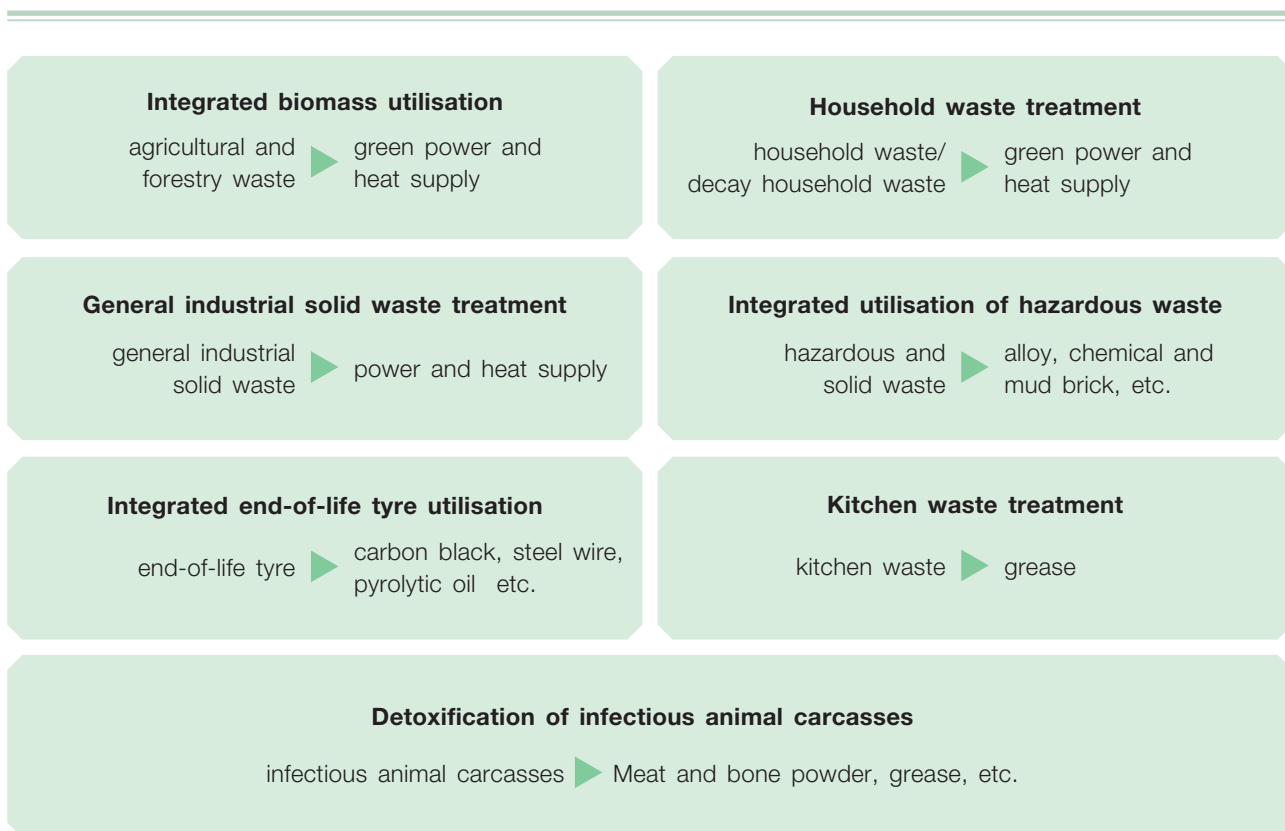 Integrated biomass utilisation
agricultural and
forestry waste
green power and
heat supply
Household waste treatment
household waste/
decay household waste
green power and
heat supply
General industrial solid waste treatment
general industrial
solid waste
power and heat supply
Integrated utilisation of hazardous waste
hazardous and
solid waste
alloy, chemical and
mud brick, etc.
Integrated end-of-life tyre utilisation
end-of-life tyre
carbon black, steel wire,
pyrolytic oil etc.
Kitchen waste treatment
kitchen waste
grease
Detoxification of infectious animal carcasses
infectious animal carcasses
Meat and bone powder, grease, etc.